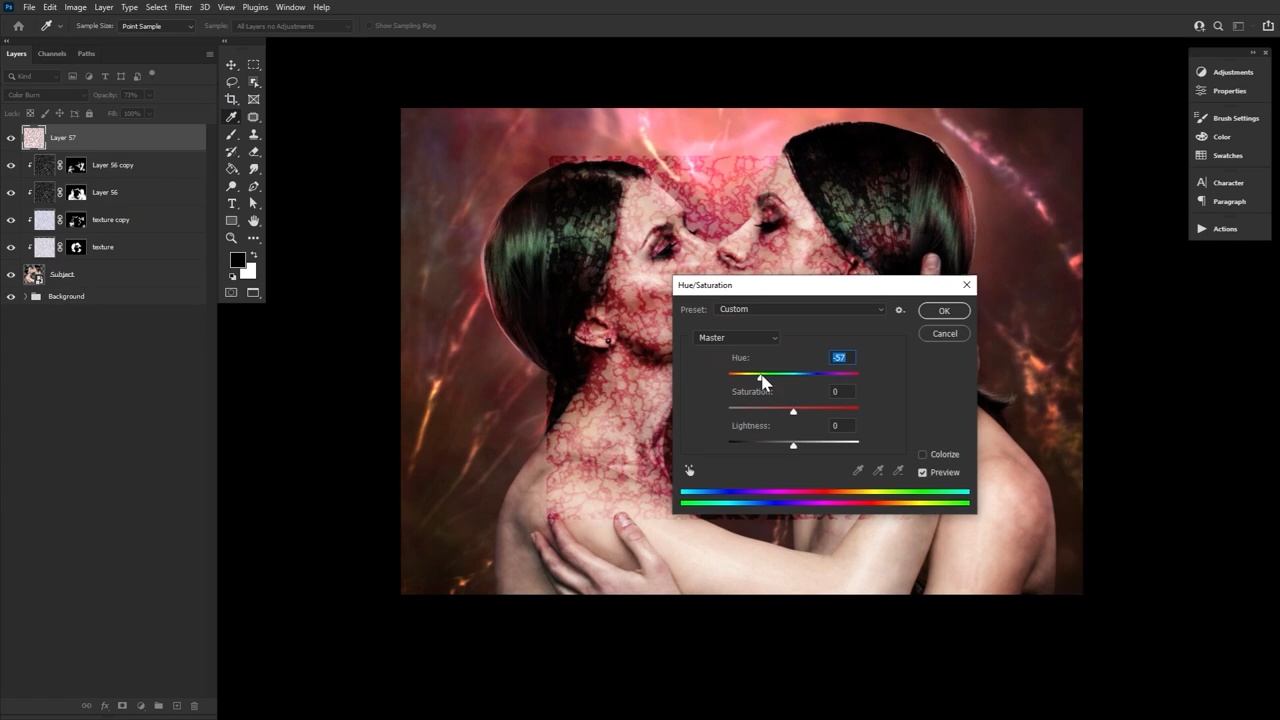 Ps File Edit Image Layer Type Select Filter 3D View Plugins Window Help
Sample Size: Point Sample Sample: All Layers no Adjustments Show Sampling Ring
Layers Channels Paths
Kind
Color Burn Opacity: 73%
Lock: Fill: 100%
Layer 57
Layer 56 copy
Layer 56
texture copy
texture
Subject
Background
T
fx
Hue/Saturation
Preset: Custom
OK
Cancel
Master
Hue: -57
Saturation: 0
Lightness: 0
Colorize
Preview
Adjustments
Properties
Brush Settings
Color
Swatches
Character
Paragraph
Actions